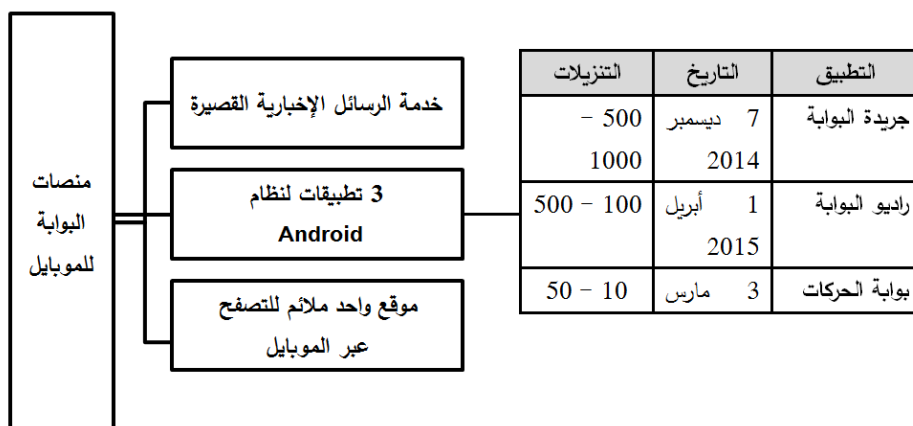 منصات
البوابة
للموبايل
خدمة الرسائل الإخبارية القصيرة
3 تطبيقات لنظام
Android
موقع واحد ملائم للتصفح
عبر الموبايل
التطبيق التاريخ التنزيلات
جريدة البوابة 7 ديسمبر 500 –
2014 1000
راديو البوابة 1 أبريل 100 – 500
2015
بوابة الحركات 3 مارس 10 – 50